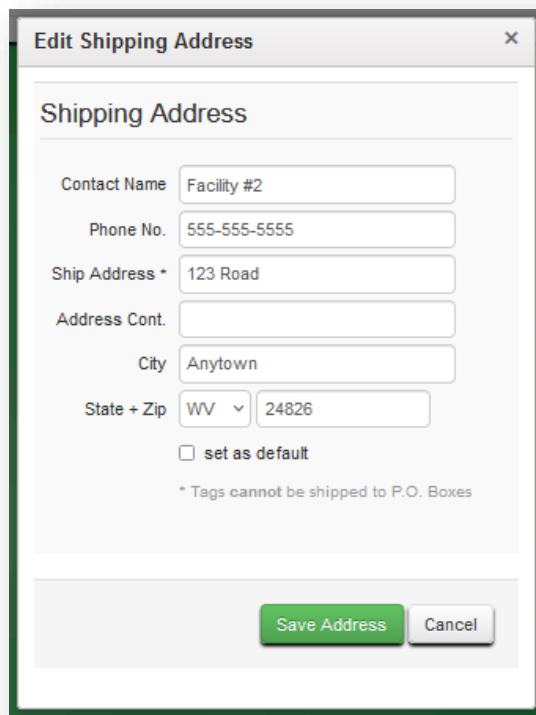 Edit Shipping Address ×
Shipping Address
Contact Name Facility #2
Phone No. 555-555-5555
Ship Address * 123 Road
Address Cont.
City Anytown
State + Zip WV 24826
set as default
* Tags cannot be shipped to P.O. Boxes
Save Address Cancel